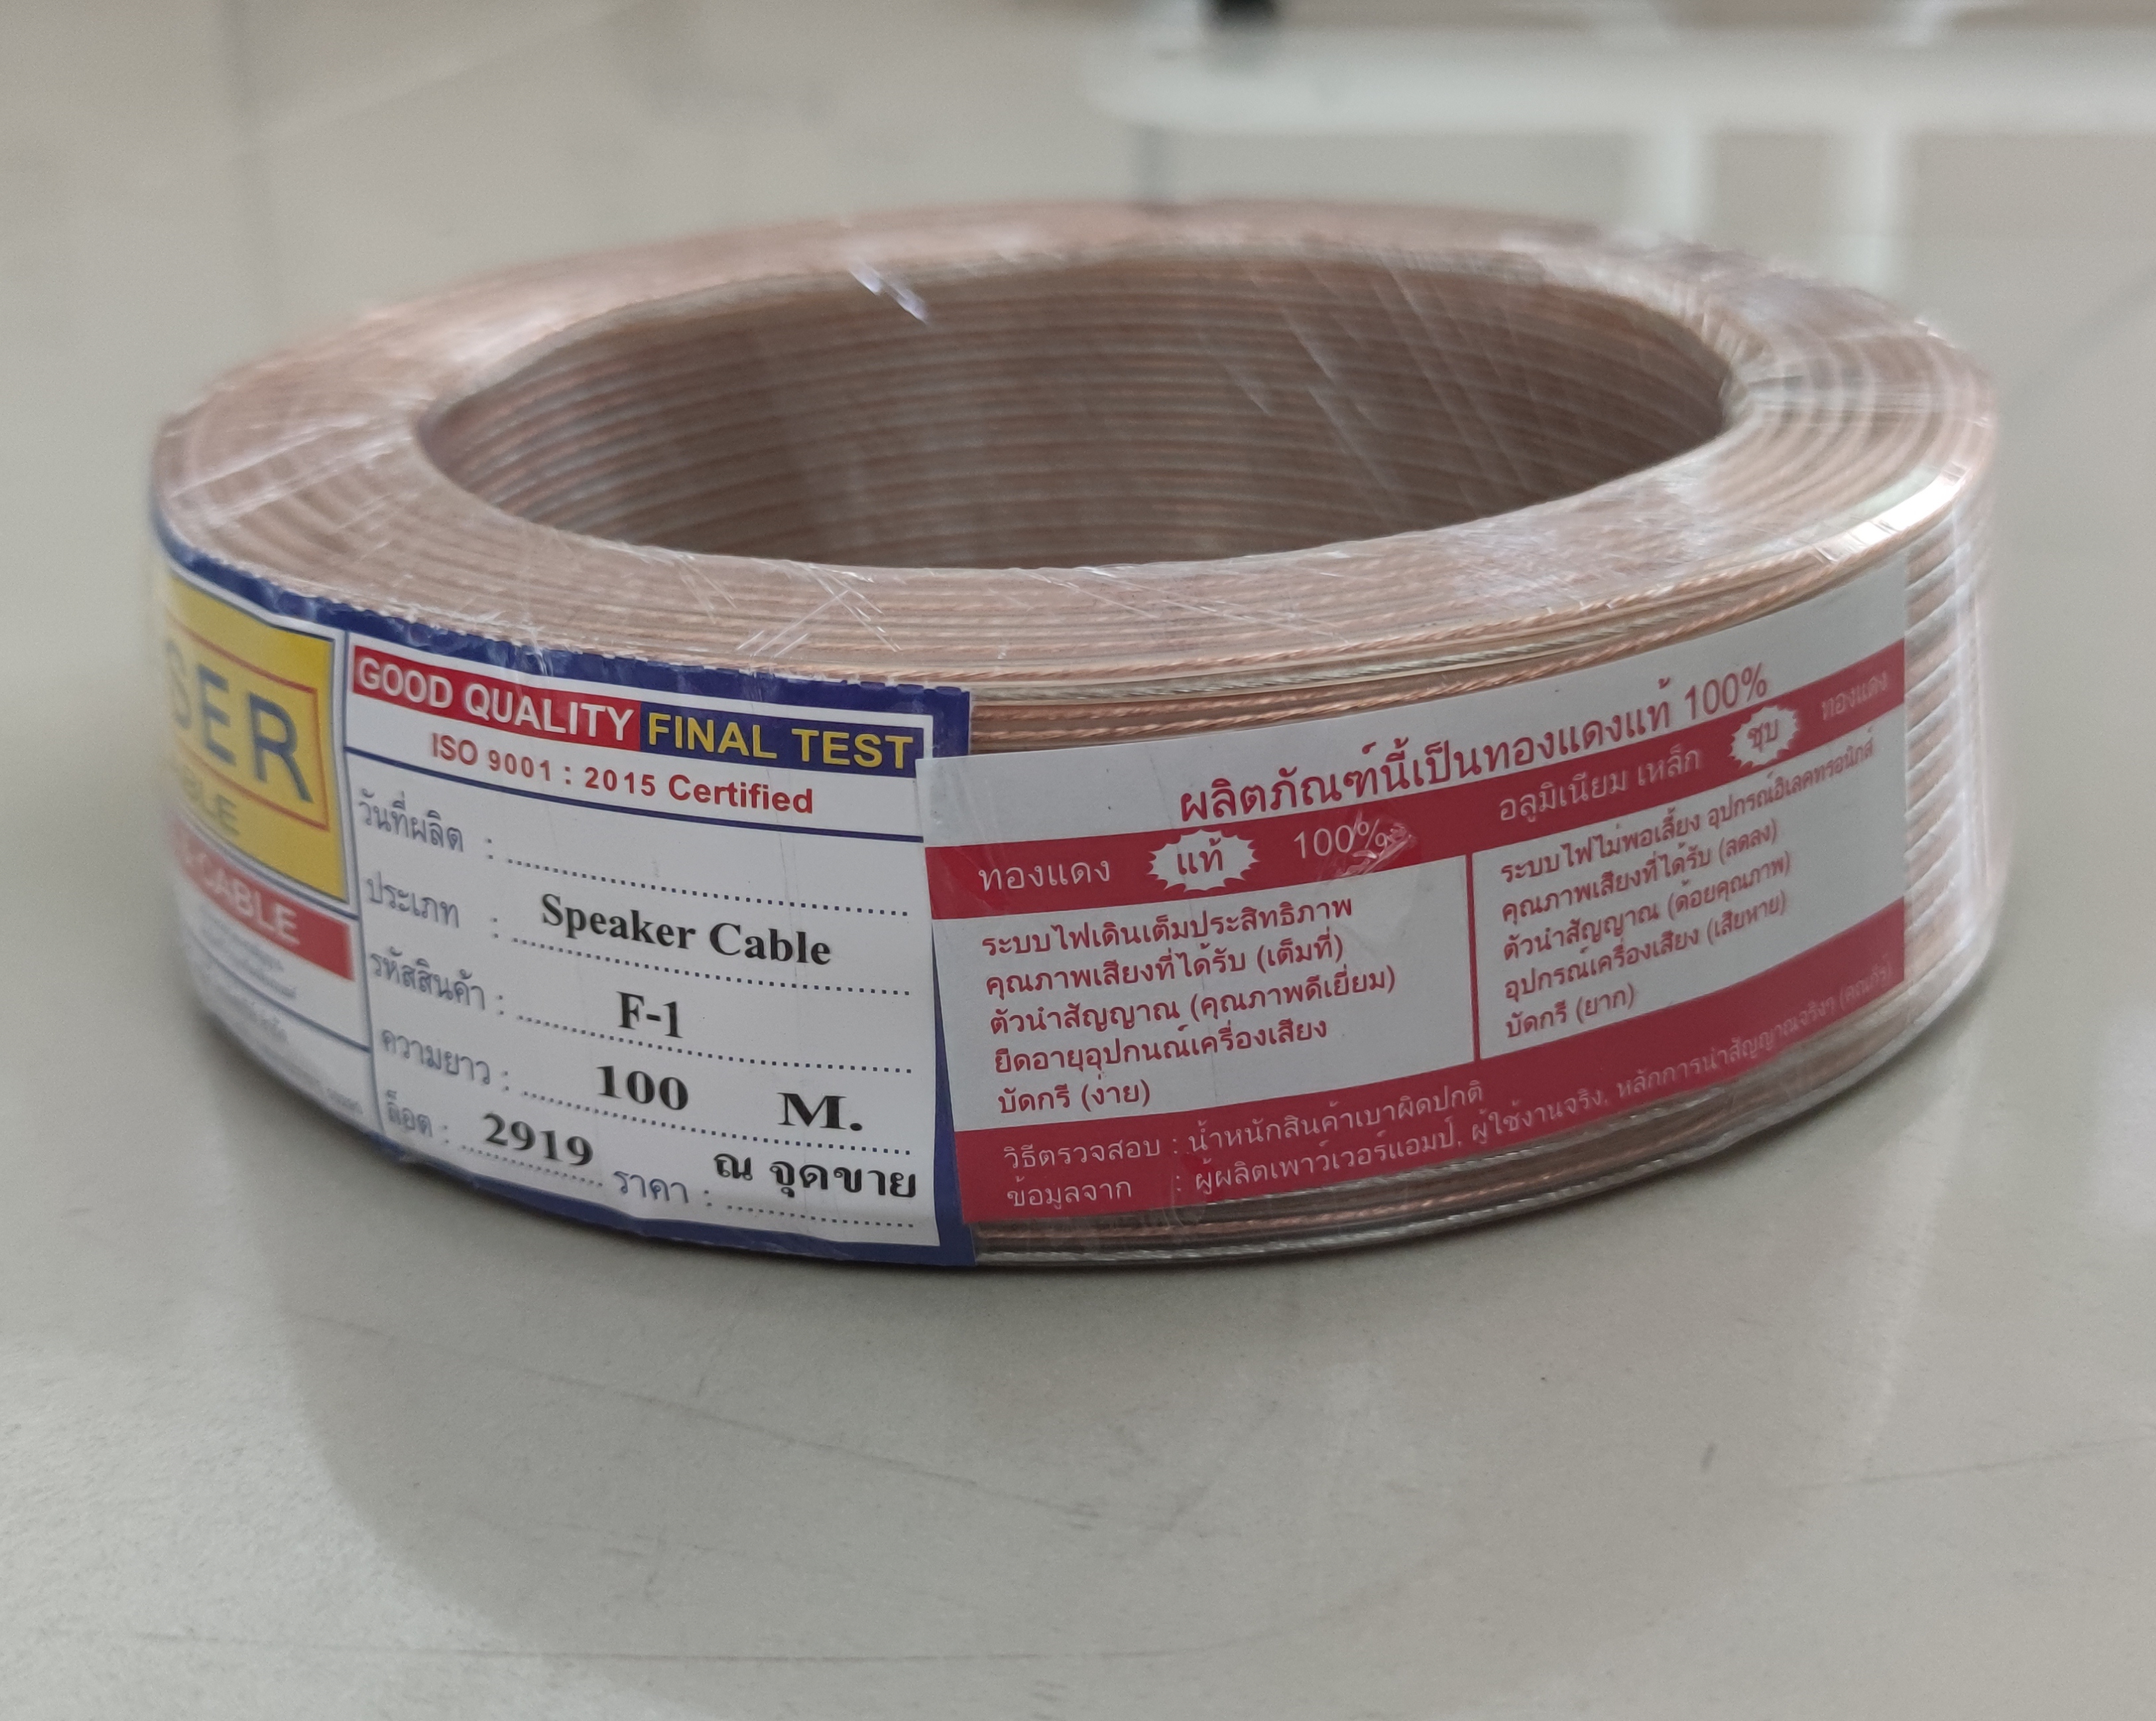 SER
CABLE
GOOD QUALITY FINAL TEST
ISO 9001 : 2015 Certified
วันที่ผลิต :
ประเภท : Speaker Cable
รหัสสินค้า : F-1
ความยาว : 100 M.
ล็อต : 2919 ราคา : ณ จุดขาย
ผลิตภัณฑ์นี้เป็นทองแดงแท้ 100%
ทองแดง แท้ 100%
ระบบไฟเดินเต็มประสิทธิภาพ
คุณภาพเสียงที่ได้รับ (เต็มที่)
ตัวนำสัญญาณ (คุณภาพดีเยี่ยม)
ยืดอายุอุปกนณ์เครื่องเสียง
บัดกรี (ง่าย)
อลูมิเนียม เหล็ก ชุบ ทองแดง
ระบบไฟไม่พอเลี้ยง อุปกรณ์อิเลคทรอนิกส์
คุณภาพเสียงที่ได้รับ (ลดลง)
ตัวนำสัญญาณ (ด้อยคุณภาพ)
อุปกรณ์เครื่องเสียง (เสียหาย)
บัดกรี (ยาก)
วิธีตรวจสอบ : น้ำหนักสินค้าเบาผิดปกติ
ข้อมูลจาก : ผู้ผลิตเพาว์เวอร์แอมป์, ผู้ใช้งานจริง, หลักการนำสัญญาณจริงๆ